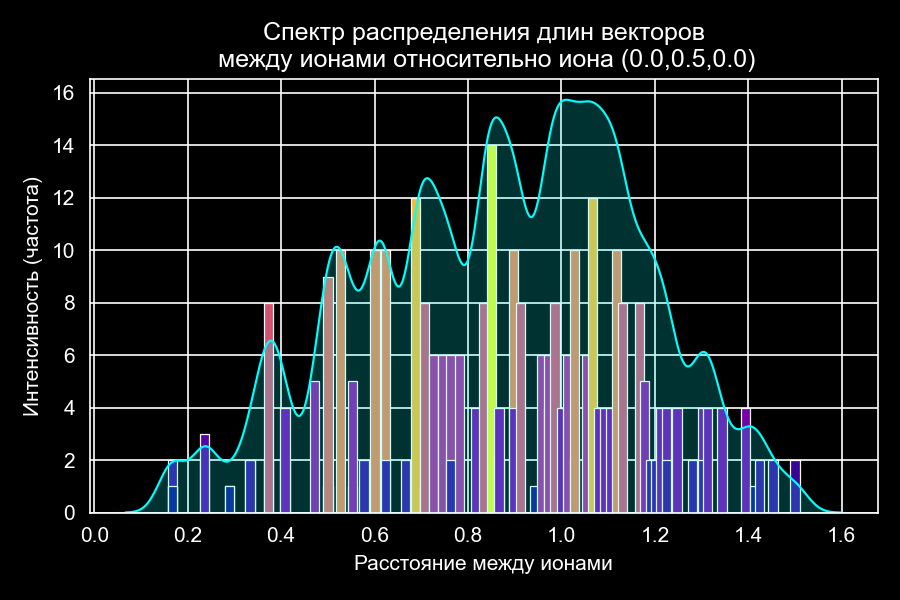 Спектр распределения длин векторов
между ионами относительно иона (0.0,0.5,0.0)
Интенсивность (частота)
16
14
12
10
8
6
4
2
0
0.0 0.2 0.4 0.6 0.8 1.0 1.2 1.4 1.6
Расстояние между ионами